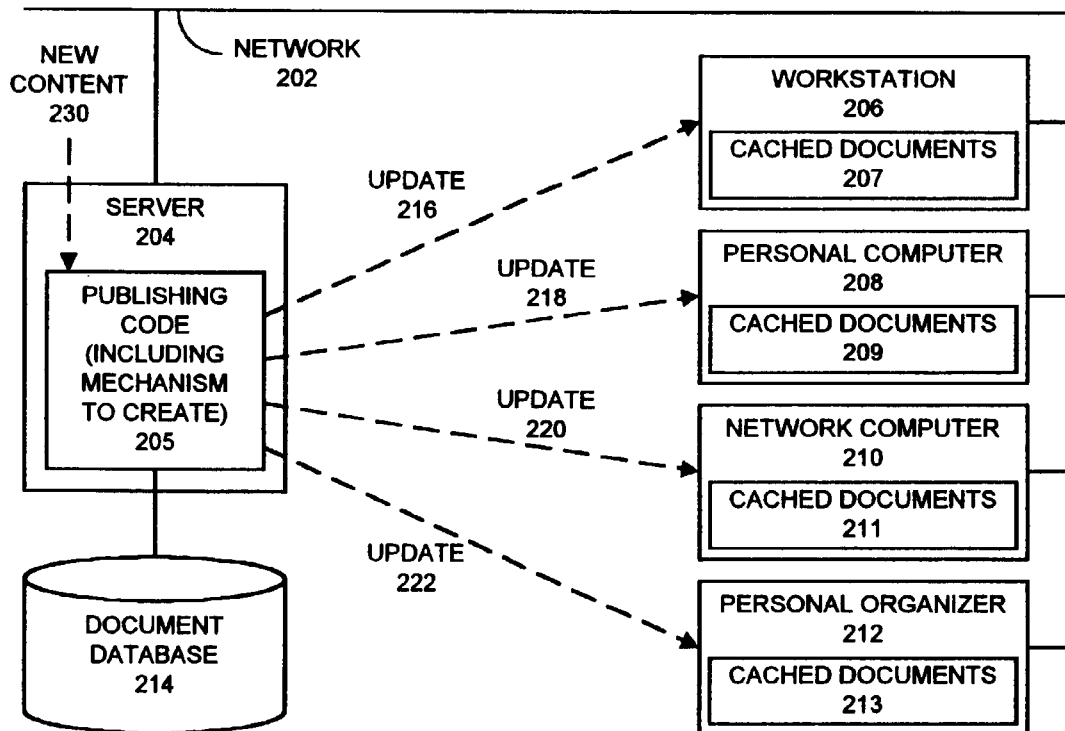 NEW
CONTENT
230
NETWORK
202
WORKSTATION
206
CACHED DOCUMENTS
207
UPDATE
216
SERVER
204
PERSONAL COMPUTER
208
CACHED DOCUMENTS
209
UPDATE
218
PUBLISHING
CODE
(INCLUDING
MECHANISM
TO CREATE)
205
UPDATE
220
NETWORK COMPUTER
210
CACHED DOCUMENTS
211
UPDATE
222
PERSONAL ORGANIZER
212
CACHED DOCUMENTS
213
DOCUMENT
DATABASE
214